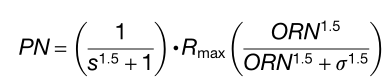 PN = (1 / (s^1.5 + 1)) • R_max (ORN^1.5 / (ORN^1.5 + σ^1.5))